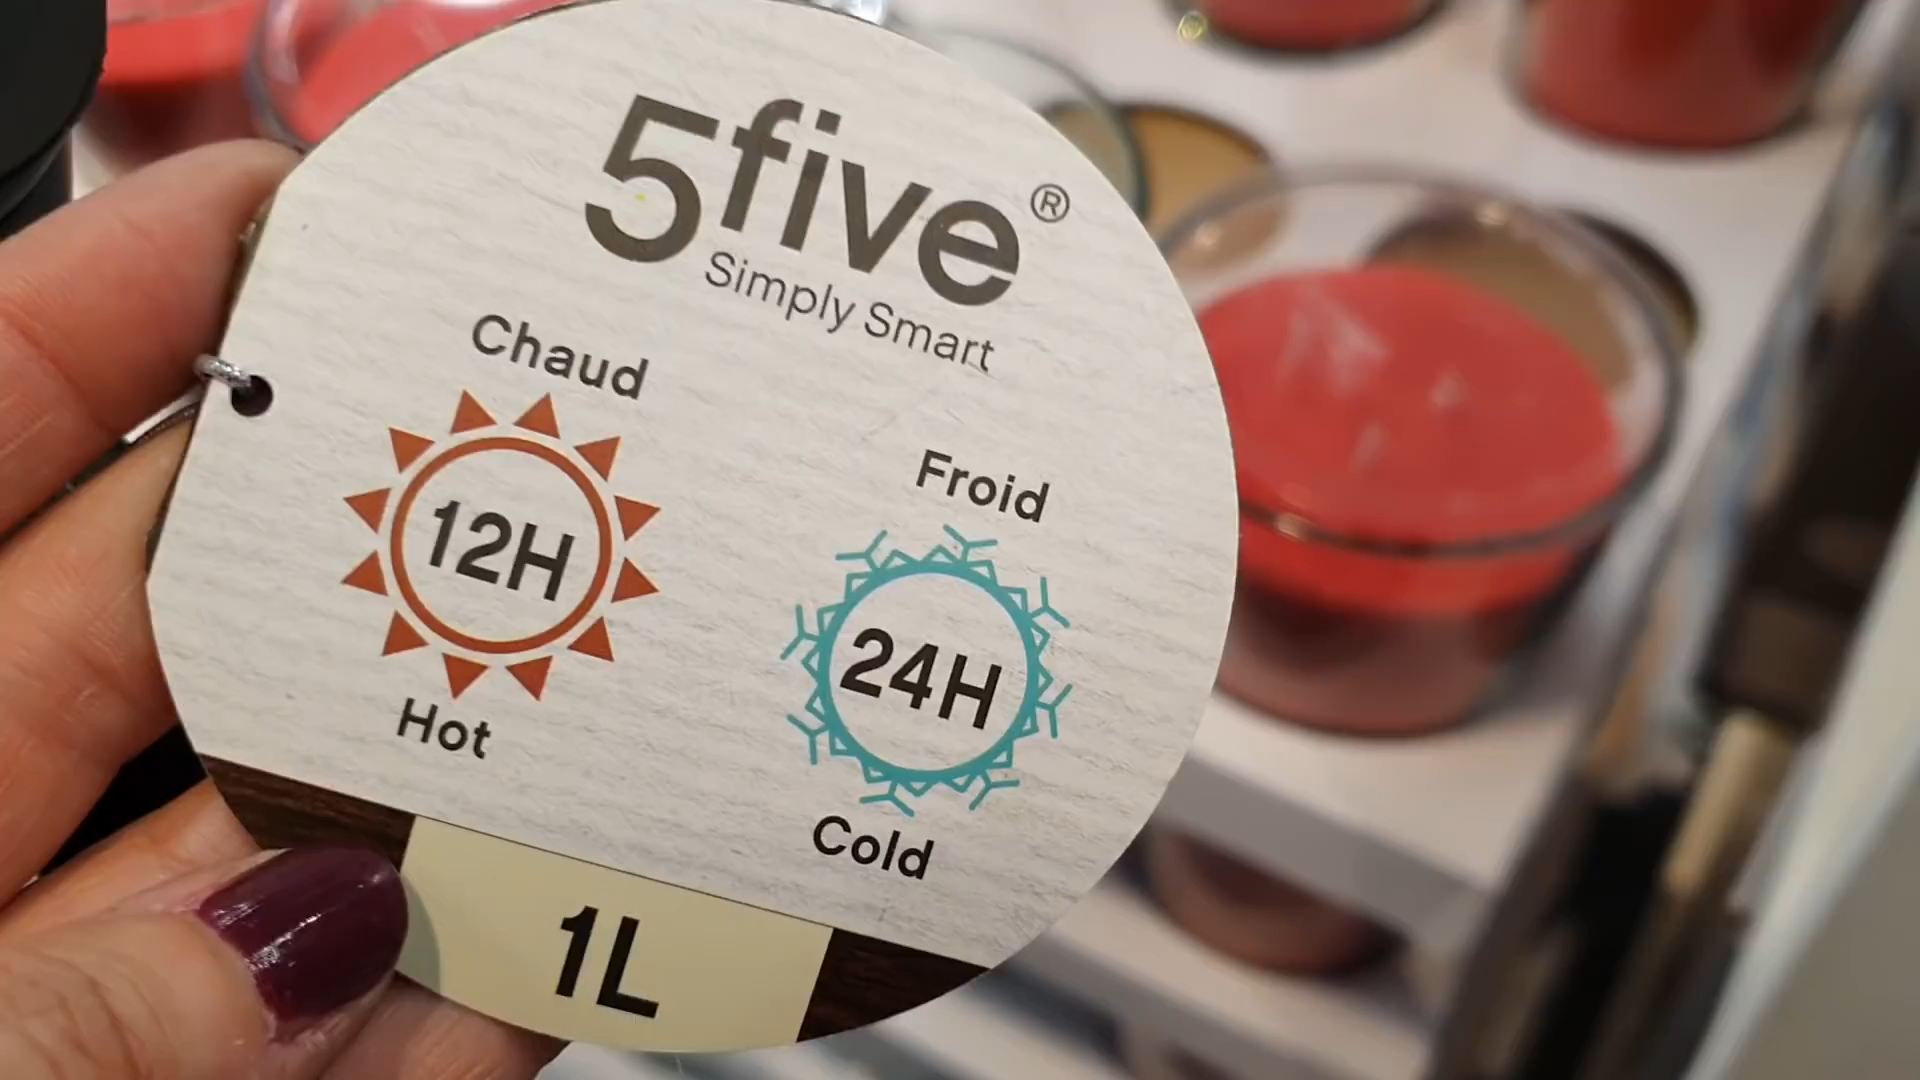 5five®
Simply Smart
Chaud
12H
Hot
Froid
24H
Cold
1L